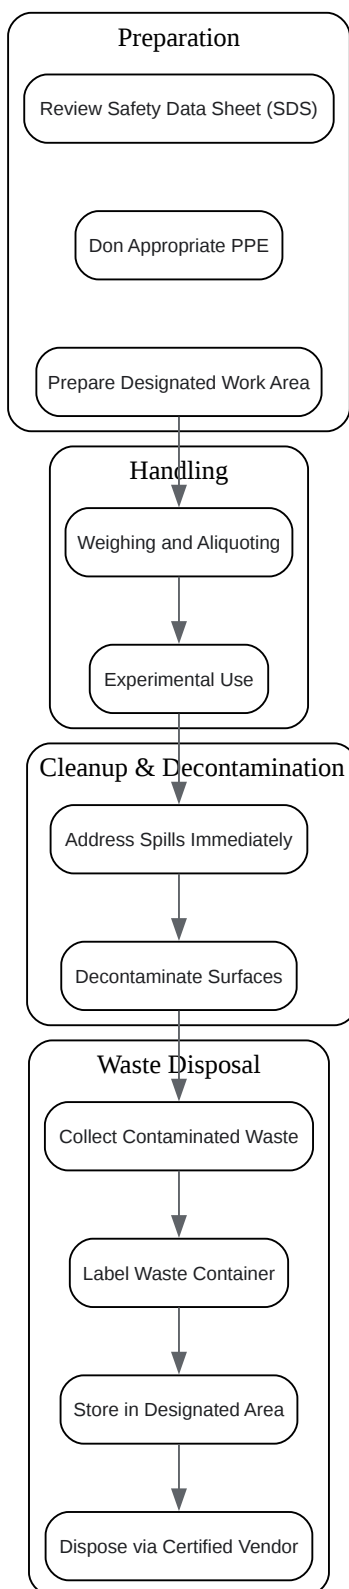 Preparation
Review Safety Data Sheet (SDS)
Don Appropriate PPE
Prepare Designated Work Area
Handling
Weighing and Aliquoting
Experimental Use
Cleanup & Decontamination
Address Spills Immediately
Decontaminate Surfaces
Waste Disposal
Collect Contaminated Waste
Label Waste Container
Store in Designated Area
Dispose via Certified Vendor